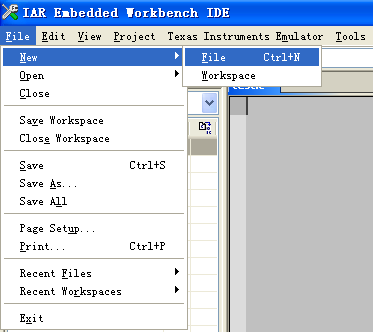 IAR Embedded Workbench IDE
File Edit View Project Texas Instruments Emulator Tools
New
File Ctrl+N
Open
Workspace
Close
Save Workspace
Close Workspace
Save Ctrl+S
Save As...
Save All
Page Setup...
Print... Ctrl+P
Recent Files
Recent Workspaces
Exit